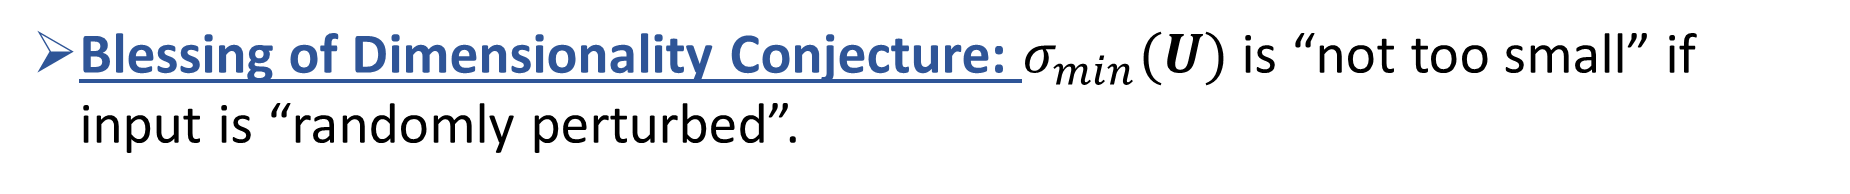 ➢Blessing of Dimensionality Conjecture: σ_min(U) is “not too small” if
input is “randomly perturbed”.